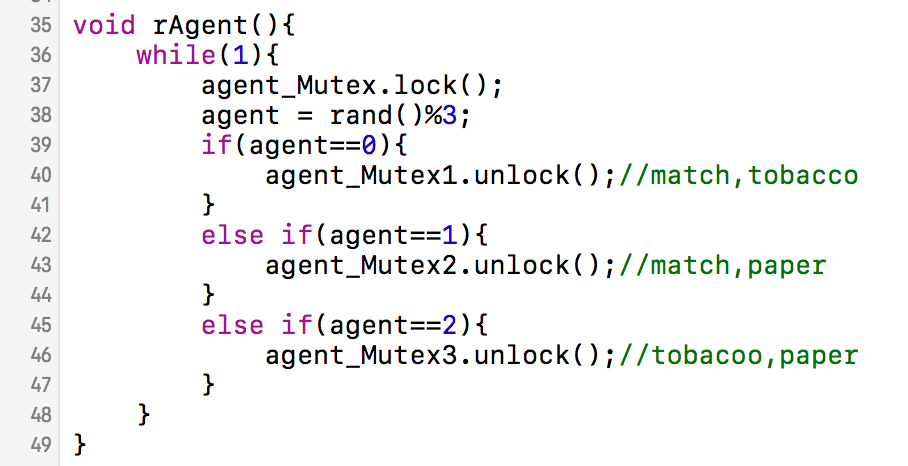 35 void rAgent(){
36     while(1){
37         agent_Mutex.lock();
38         agent = rand()%3;
39         if(agent==0){
40             agent_Mutex1.unlock();//match,tobacco
41         }
42         else if(agent==1){
43             agent_Mutex2.unlock();//match,paper
44         }
45         else if(agent==2){
46             agent_Mutex3.unlock();//tobacoo,paper
47         }
48     }
49 }